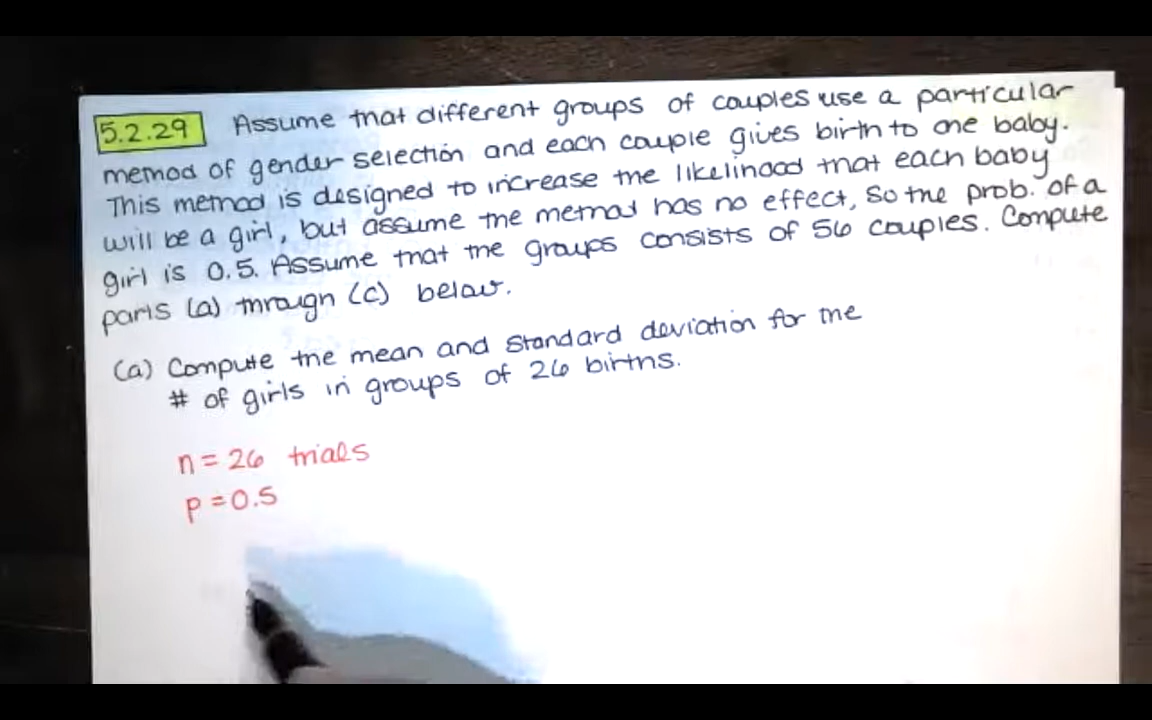 5.2.29 Assume that different groups of couples use a particular
method of gender selection and each couple gives birth to one baby.
This method is designed to increase the likelihood that each baby
will be a girl, but assume the method has no effect, so the prob. of a
girl is 0.5. Assume that the groups consists of 56 couples. Compute
parts (a) through (c) below.
(a) Compute the mean and standard deviation for the
# of girls in groups of 26 births.
n = 26 trials
p = 0.5